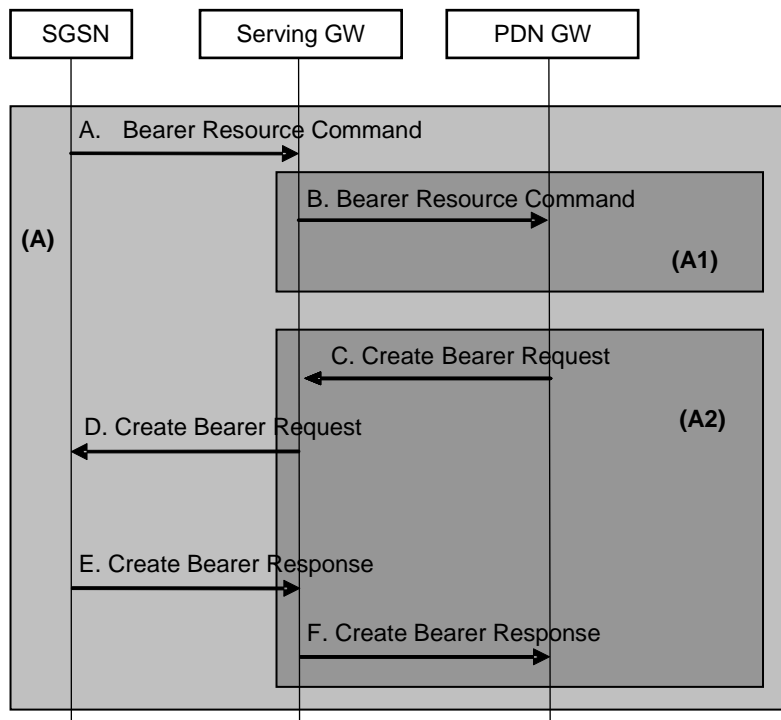 SGSN
Serving GW
PDN GW
A. Bearer Resource Command
B. Bearer Resource Command
(A)
(A1)
C. Create Bearer Request
(A2)
D. Create Bearer Request
E. Create Bearer Response
F. Create Bearer Response